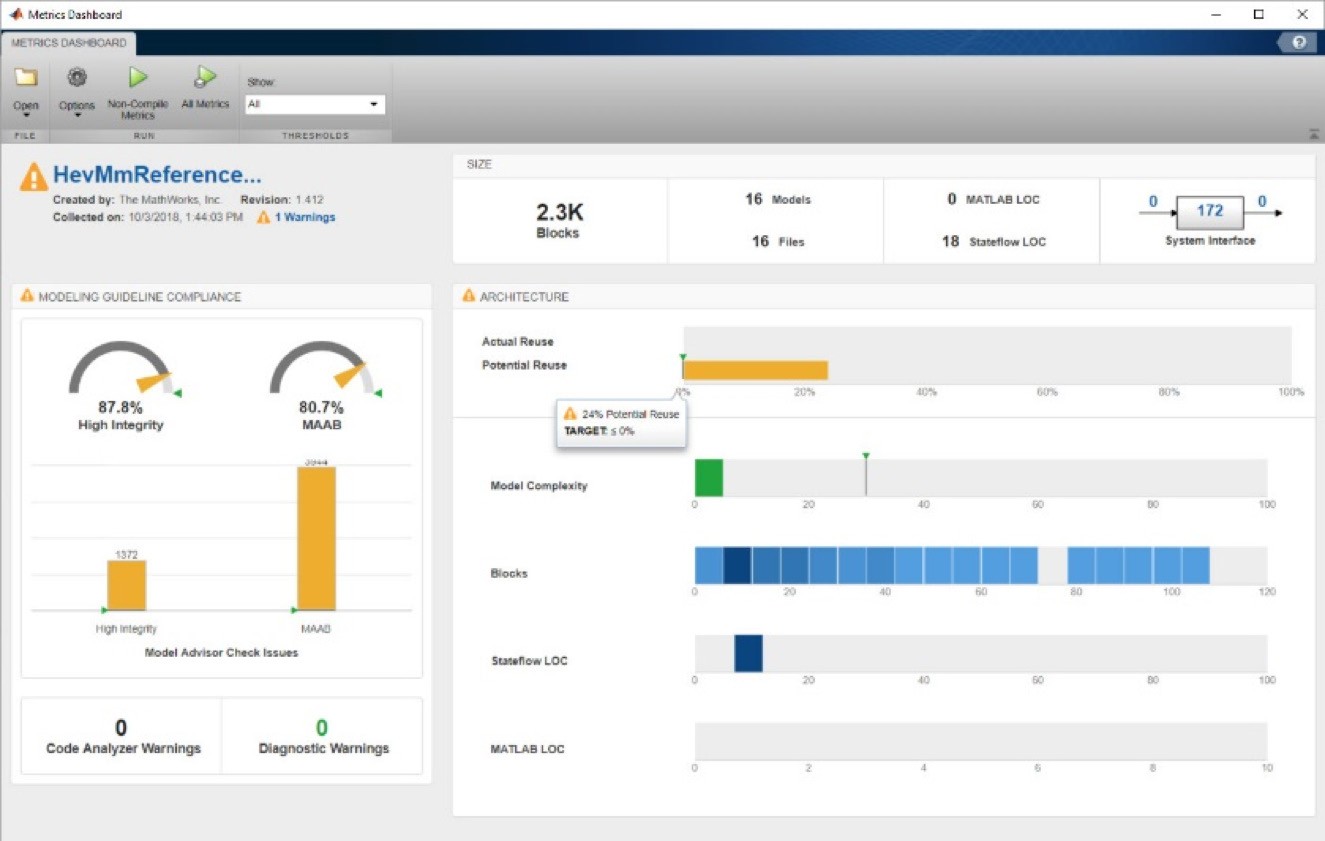 Metrics Dashboard
METRICS DASHBOARD
?
Open
Options
Non-Compile
Metrics
All Metrics
Show:
All
FILE
RUN
THRESHOLDS
HevMmReference...
Created by: The MathWorks, Inc. Revision: 1.412
Collected on: 10/3/2018, 1:44:03 PM 1 Warnings
SIZE
2.3K
Blocks
16 Models
16 Files
0 MATLAB LOC
18 Stateflow LOC
0 172 0
System Interface
MODELING GUIDELINE COMPLIANCE
87.8%
High Integrity
80.7%
MAAB
3944
1372
High Integrity MAAB
Model Advisor Check Issues
0
Code Analyzer Warnings
0
Diagnostic Warnings
ARCHITECTURE
Actual Reuse
Potential Reuse
0% 20% 40% 60% 80% 100%
24% Potential Reuse
TARGET: ≤ 0%
Model Complexity
0 20 40 60 80 100
Blocks
0 20 40 60 80 100 120
Stateflow LOC
0 20 40 60 80 100
MATLAB LOC
0 2 4 6 8 10